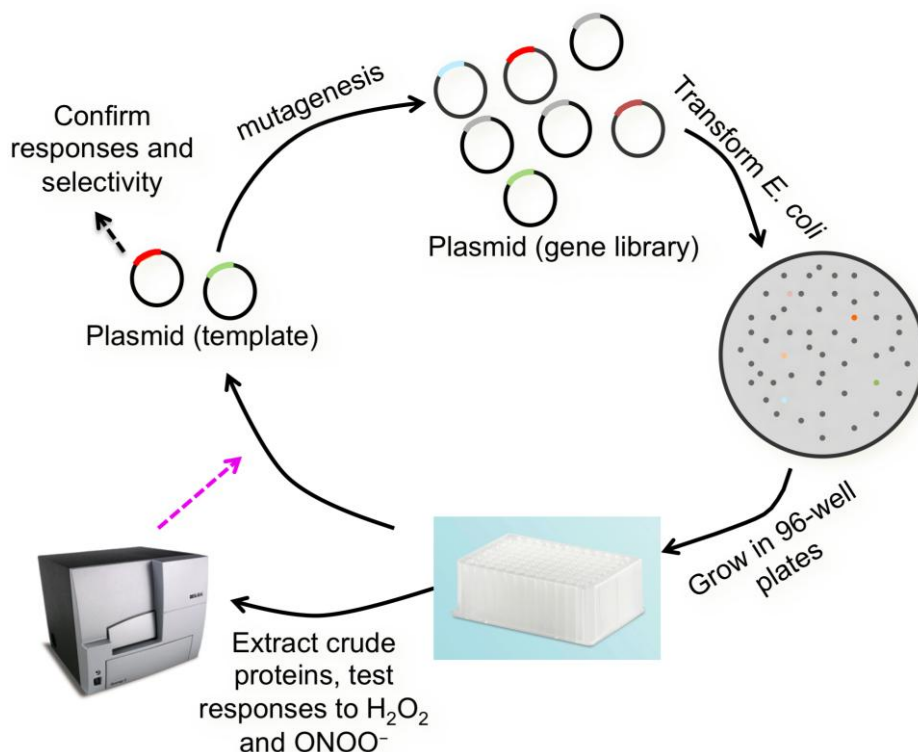 mutagenesis
Confirm
responses and
selectivity
Plasmid (template)
Plasmid (gene library)
Transform E. coli
Grow in 96-well
plates
Extract crude
proteins, test
responses to H₂O₂
and ONOO⁻